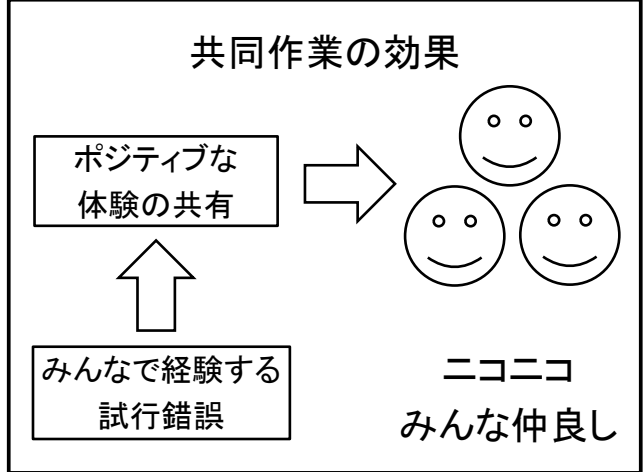 共同作業の効果
ポジティブな
体験の共有
みんなで経験する
試行錯誤
ニコニコ
みんな仲良し